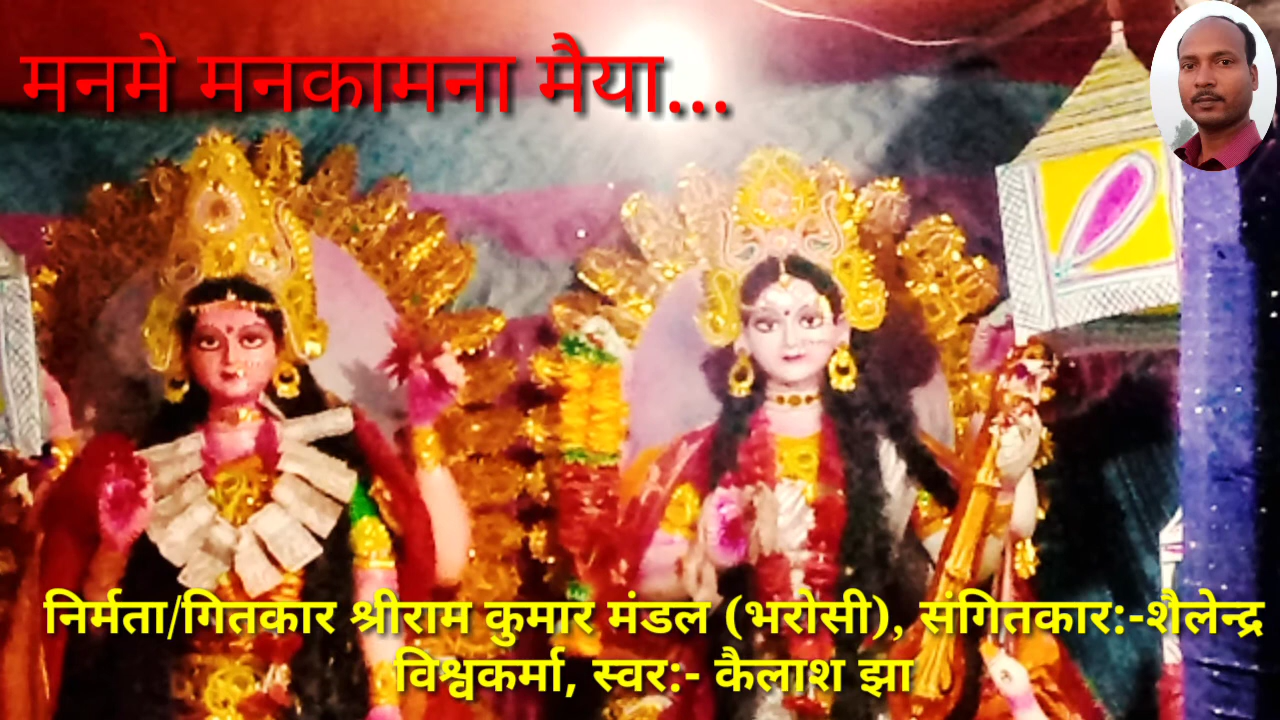 मनमे मनकामना मैया...
निर्मता/गितकार श्रीराम कुमार मंडल (भरोसी), संगितकार:-शैलेन्द्र
विश्वकर्मा, स्वर:- कैलाश झा